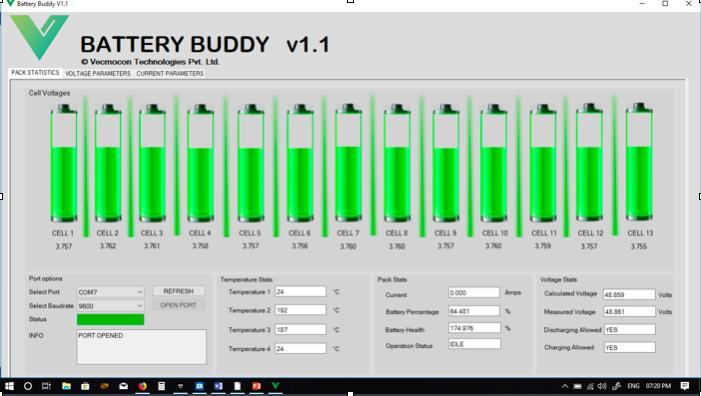 Battery Buddy V1.1
BATTERY BUDDY v1.1
© Vecmocon Technologies Pvt. Ltd.
PACK STATISTICS VOLTAGE PARAMETERS CURRENT PARAMETERS
Cell Voltages
CELL 1 CELL 2 CELL 3 CELL 4 CELL 5 CELL 6 CELL 7 CELL 8 CELL 9 CELL 10 CELL 11 CELL 12 CELL 13
3.757 3.762 3.761 3.758 3.757 3.756 3.760 3.760 3.757 3.760 3.759 3.757 3.755
Port options
Select Port COM7 REFRESH
Select Baudrate 9600 OPEN PORT
Status
INFO PORT OPENED
Temperature Stats
Temperature 1 24 °C
Temperature 2 192 °C
Temperature 3 187 °C
Temperature 4 24 °C
Pack Stats
Current 0.000 Amps
Battery Percentage 64.481 %
Battery Health 174.976 %
Operation Status IDLE
Voltage Stats
Calculated Voltage 48.859 Volts
Measured Voltage 48.861 Volts
Discharging Allowed YES
Charging Allowed YES
ENG 07:20 PM